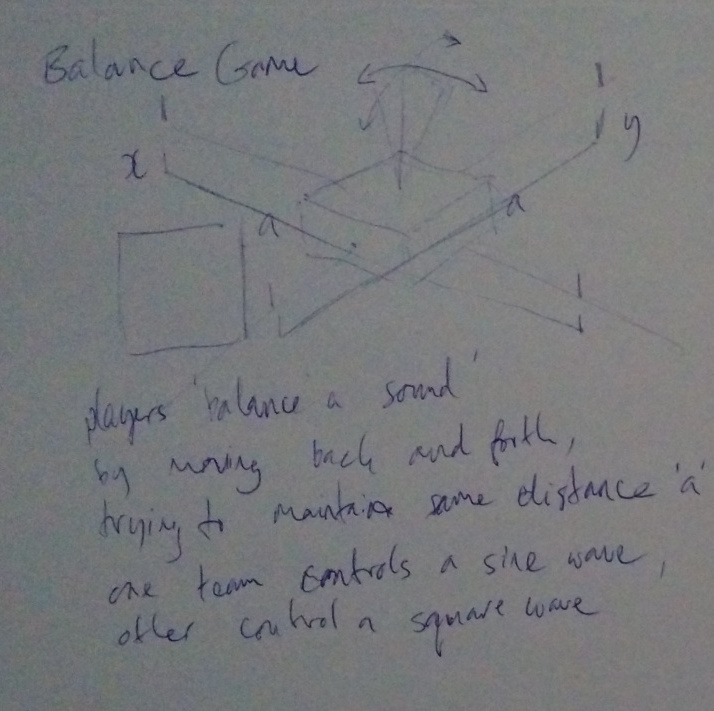 Balance Game
x
y
a
a
players 'balance a sound'
by moving back and forth,
trying to maintain same distance 'a'
one team controls a sine wave,
other control a square wave